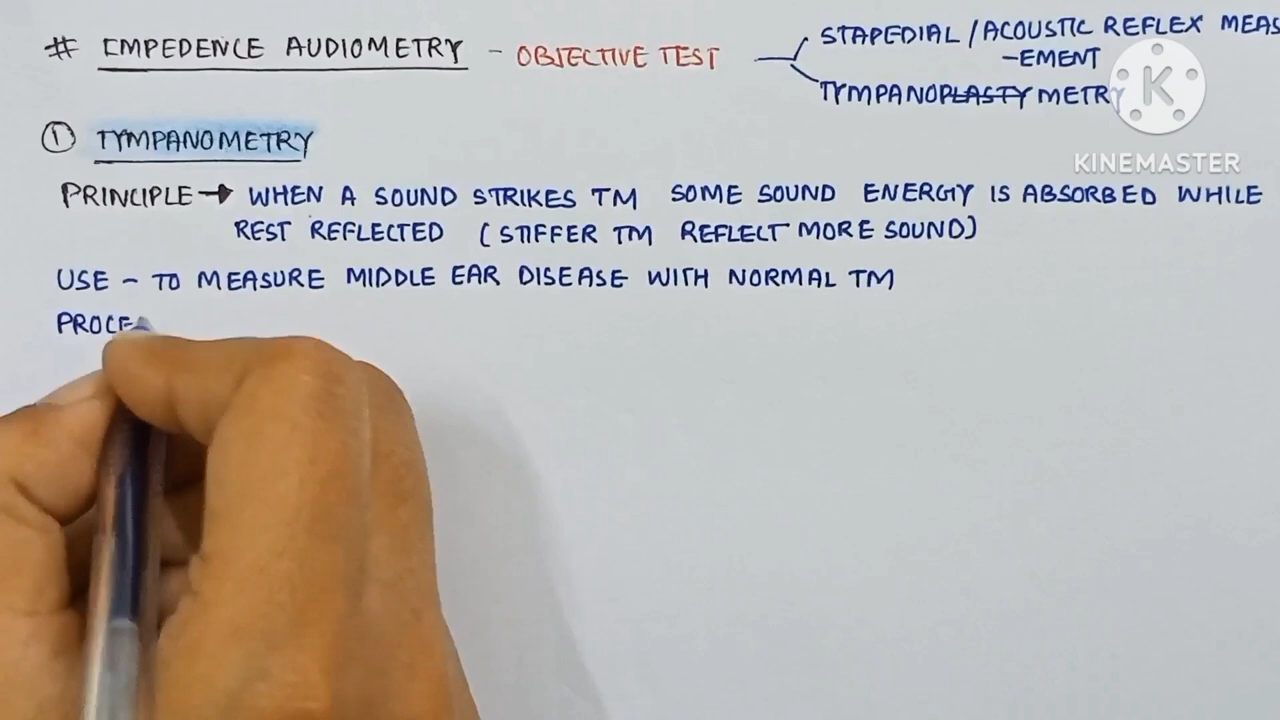 # IMPEDENCE AUDIOMETRY - OBJECTIVE TEST
STAPEDIAL / ACOUSTIC REFLEX MEAS
-EMENT
TYMPANOPLASTY METRY
KINEMASTER
① TYMPANOMETRY
PRINCIPLE → WHEN A SOUND STRIKES TM SOME SOUND ENERGY IS ABSORBED WHILE
REST REFLECTED (STIFFER TM REFLECT MORE SOUND)
USE - TO MEASURE MIDDLE EAR DISEASE WITH NORMAL TM
PROCE